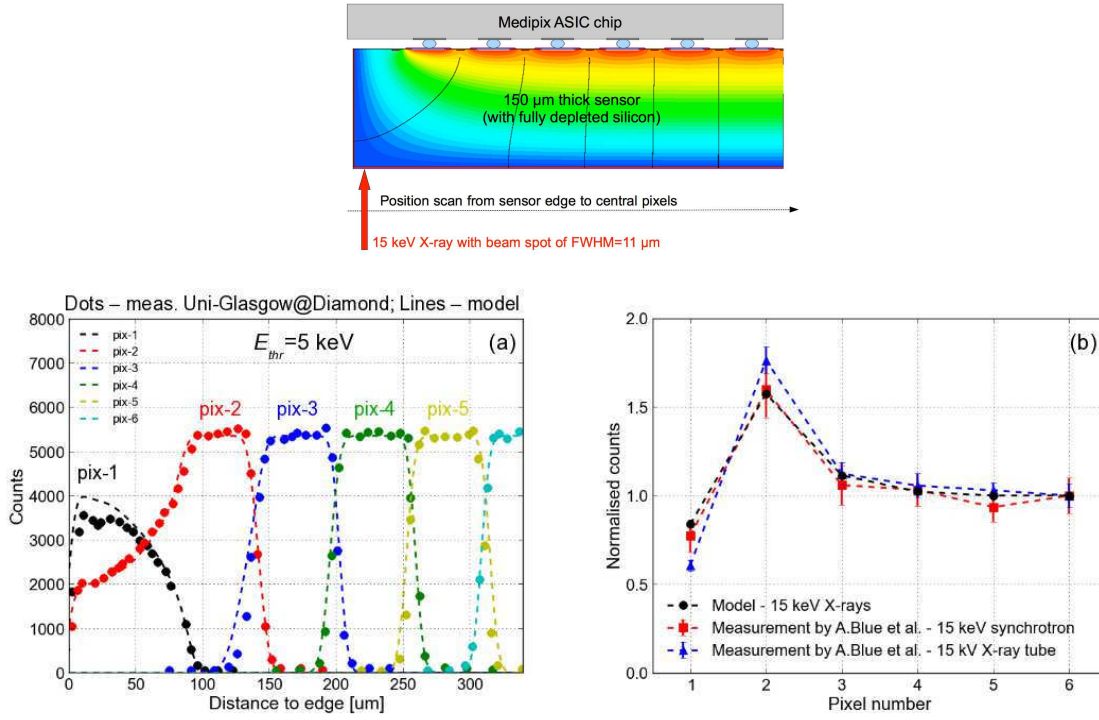 Medipix ASIC chip
150 μm thick sensor
(with fully depleted silicon)
Position scan from sensor edge to central pixels
15 keV X-ray with beam spot of FWHM=11 μm
Dots – meas. Uni-Glasgow@Diamond; Lines – model
8000
7000
6000
5000
4000
3000
2000
1000
0
Counts
pix-1
pix-2
pix-3
pix-4
pix-5
pix-6
E_thr=5 keV
(a)
pix-1
pix-2
pix-3
pix-4
pix-5
0 50 100 150 200 250 300
Distance to edge [um]
2.0
1.5
1.0
0.5
0.0
Normalised counts
(b)
Model - 15 keV X-rays
Measurement by A.Blue et al. - 15 keV synchrotron
Measurement by A.Blue et al. - 15 kV X-ray tube
1 2 3 4 5 6
Pixel number